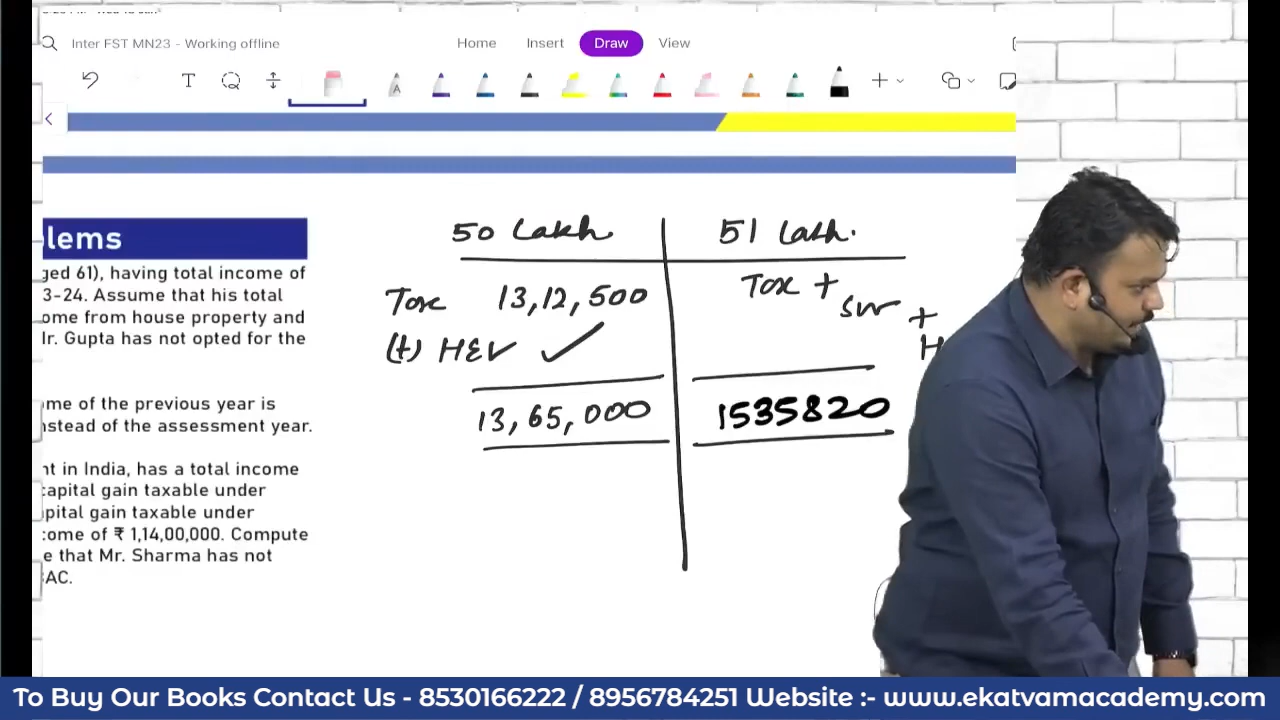 Inter FST MN23 - Working offline
Home Insert Draw View
T
A
lems
ged 61), having total income of
3-24. Assume that his total
ome from house property and
r. Gupta has not opted for the
me of the previous year is
nstead of the assessment year.
nt in India, has a total income
capital gain taxable under
pital gain taxable under
come of ₹ 1,14,00,000. Compute
e that Mr. Sharma has not
AC.
50 Lakh
Tax 13,12,500
(+) HEC ✓
13,65,000
51 Lakh.
Tax + sur + H
1535820
To Buy Our Books Contact Us - 8530166222 / 8956784251 Website :- www.ekatvamacademy.com